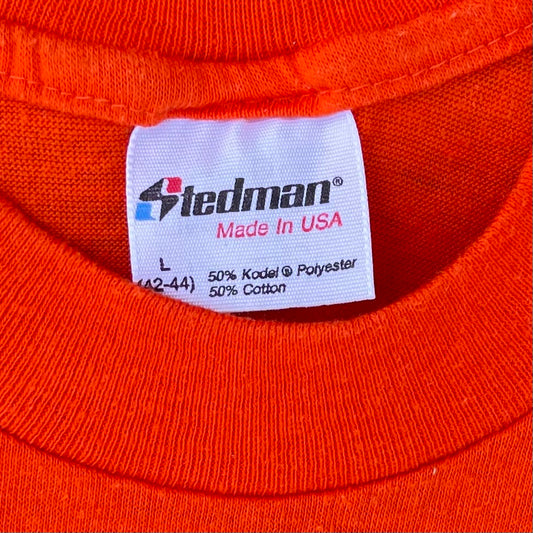 Stedman®
Made In USA
L
(42-44)
50% Kodel® Polyester
50% Cotton